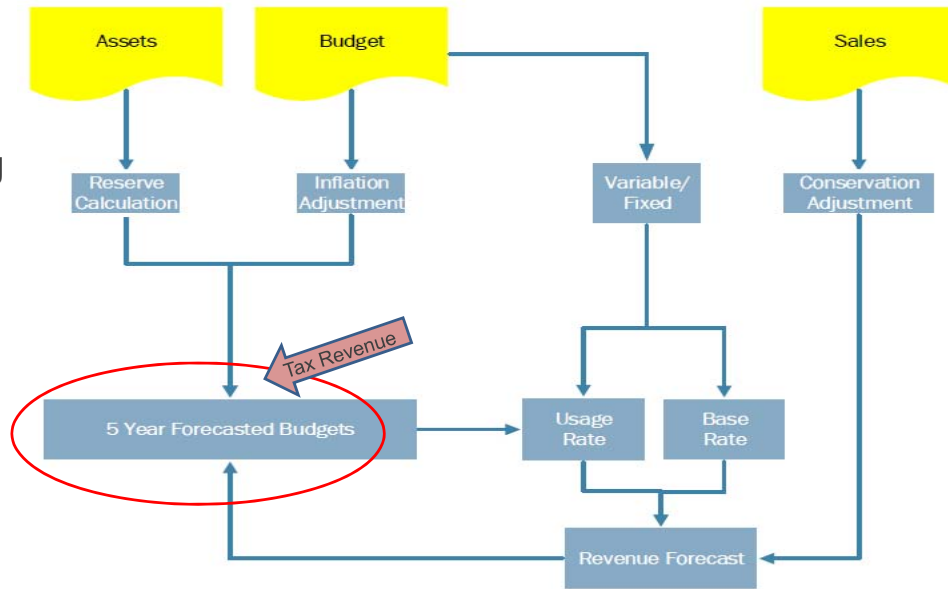 Assets
Budget
Sales
Reserve
Calculation
Inflation
Adjustment
Variable/
Fixed
Conservation
Adjustment
Tax Revenue
5 Year Forecasted Budgets
Usage
Rate
Base
Rate
Revenue Forecast